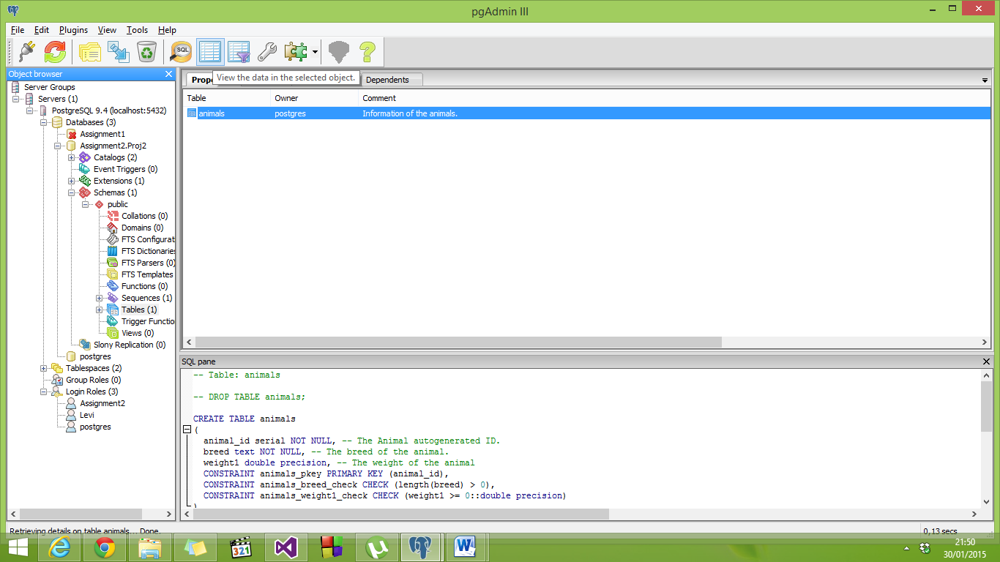 pgAdmin III
File Edit Plugins View Tools Help
SQL
Object browser
Server Groups
Servers (1)
PostgreSQL 9.4 (localhost:5432)
Databases (3)
Assignment1
Assignment2.Proj2
Catalogs (2)
Event Triggers (0)
Extensions (1)
Schemas (1)
public
Collations (0)
Domains (0)
FTS Configurat
FTS Dictionaries
FTS Parsers (0)
FTS Templates
Functions (0)
Sequences (1)
Tables (1)
Trigger Functio
Views (0)
Slony Replication (0)
postgres
Tablespaces (2)
Group Roles (0)
Login Roles (3)
Assignment2
Levi
postgres
Prope View the data in the selected object. Dependents
Table Owner Comment
animals postgres Information of the animals.
SQL pane
-- Table: animals
-- DROP TABLE animals;
CREATE TABLE animals
(
animal_id serial NOT NULL, -- The Animal autogenerated ID.
breed text NOT NULL, -- The breed of the animal.
weight1 double precision, -- The weight of the animal
CONSTRAINT animals_pkey PRIMARY KEY (animal_id),
CONSTRAINT animals_breed_check CHECK (length(breed) > 0),
CONSTRAINT animals_weight1_check CHECK (weight1 >= 0::double precision)
)
Retrieving details on table animals... Done. 0,13 secs
321
21:50
30/01/2015